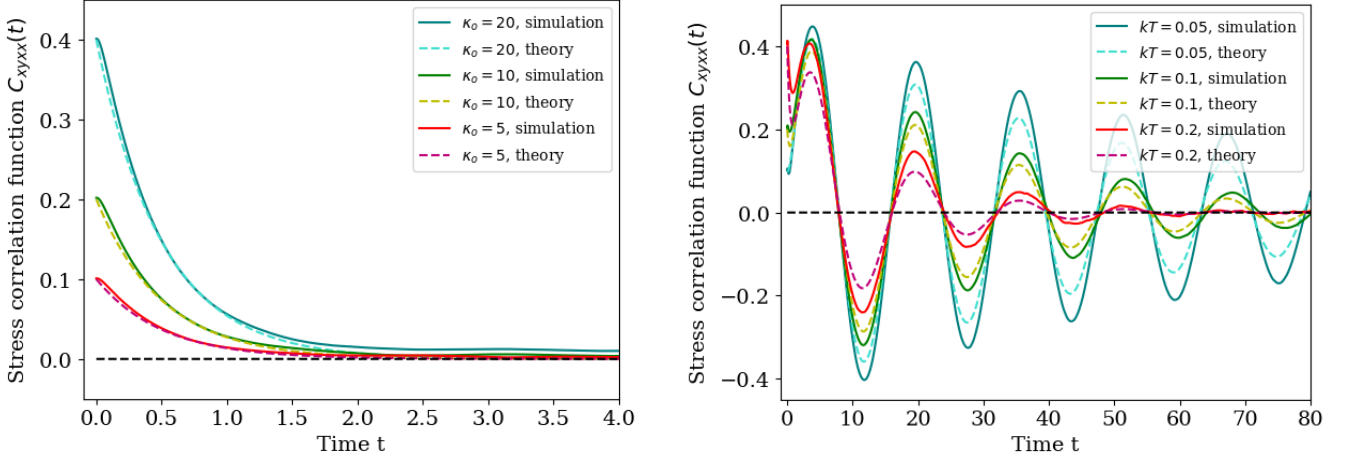 Stress correlation function C_{xyxx}(t)
0.4
0.3
0.2
0.1
0.0
κ_o = 20, simulation
κ_o = 20, theory
κ_o = 10, simulation
κ_o = 10, theory
κ_o = 5, simulation
κ_o = 5, theory
0.0 0.5 1.0 1.5 2.0 2.5 3.0 3.5 4.0
Time t
Stress correlation function C_{xyxx}(t)
0.4
0.2
0.0
−0.2
−0.4
kT = 0.05, simulation
kT = 0.05, theory
kT = 0.1, simulation
kT = 0.1, theory
kT = 0.2, simulation
kT = 0.2, theory
0 10 20 30 40 50 60 70 80
Time t